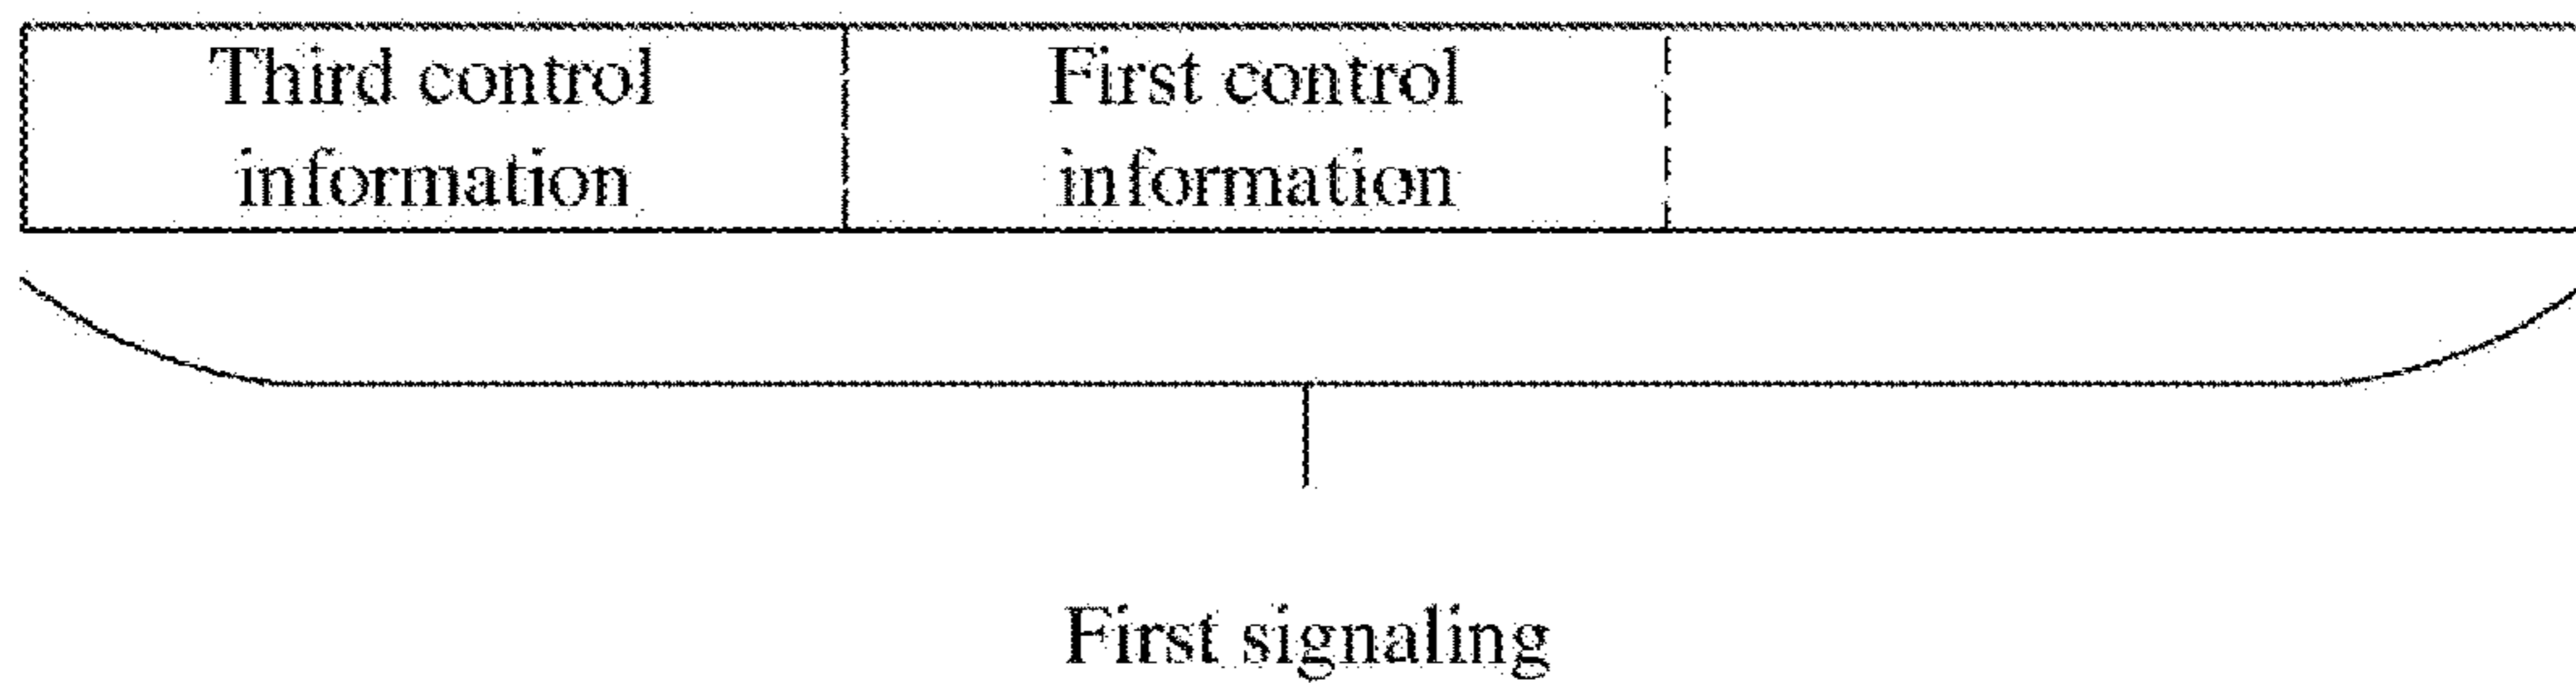 Third control
information
First control
information
First signaling